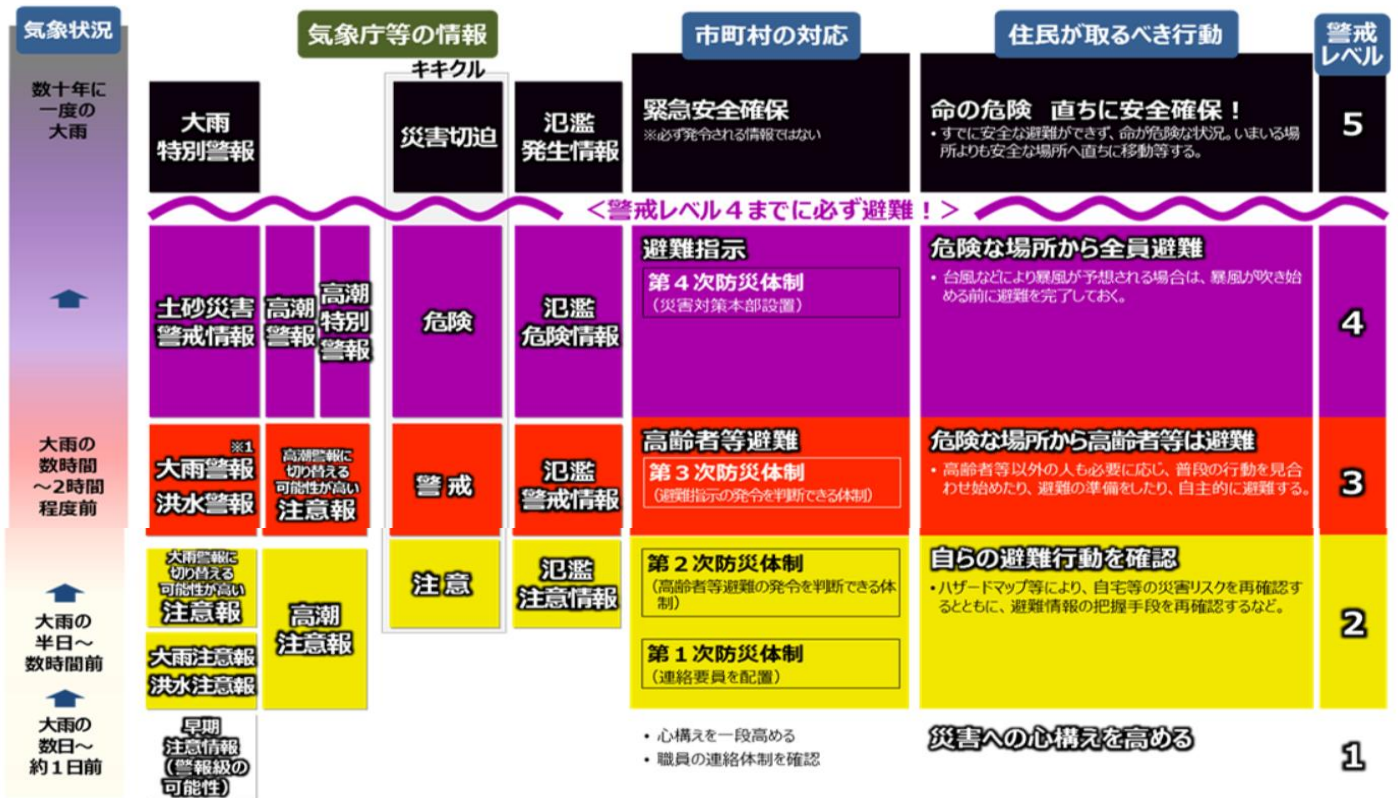 気象状況
気象庁等の情報
市町村の対応
住民が取るべき行動
警戒
レベル
キキクル
数十年に
一度の
大雨
大雨
特別警報
災害切迫
氾濫
発生情報
緊急安全確保
※必ず発令される情報ではない
命の危険 直ちに安全確保！
・すでに安全な避難ができず、命が危険な状況。いまいる場
所よりも安全な場所へ直ちに移動等する。
5
＜警戒レベル４までに必ず避難！＞
土砂災害
警戒情報
高潮
警報
高潮
特別
警報
危険
氾濫
危険情報
避難指示
第４次防災体制
（災害対策本部設置）
危険な場所から全員避難
・台風などにより暴風が予想される場合は、暴風が吹き始
める前に避難を完了しておく。
4
大雨の
数時間
～2時間
程度前
※1
大雨警報
洪水警報
高潮警報に
切り替える
可能性が高い
注意報
警戒
氾濫
警戒情報
高齢者等避難
第３次防災体制
（避難指示の発令を判断できる体制）
危険な場所から高齢者等は避難
・高齢者等以外の人も必要に応じ、普段の行動を見合
わせ始めたり、避難の準備をしたり、自主的に避難する。
3
大雨の
半日～
数時間前
大雨警報に
切り替える
可能性が高い
注意報
大雨注意報
洪水注意報
高潮
注意報
注意
氾濫
注意情報
第２次防災体制
（高齢者等避難の発令を判断できる体
制）
第１次防災体制
（連絡要員を配置）
自らの避難行動を確認
・ハザードマップ等により、自宅等の災害リスクを再確認す
るとともに、避難情報の把握手段を再確認するなど。
2
大雨の
数日～
約１日前
早期
注意情報
（警報級の
可能性）
・心構えを一段高める
・職員の連絡体制を確認
災害への心構えを高める
1